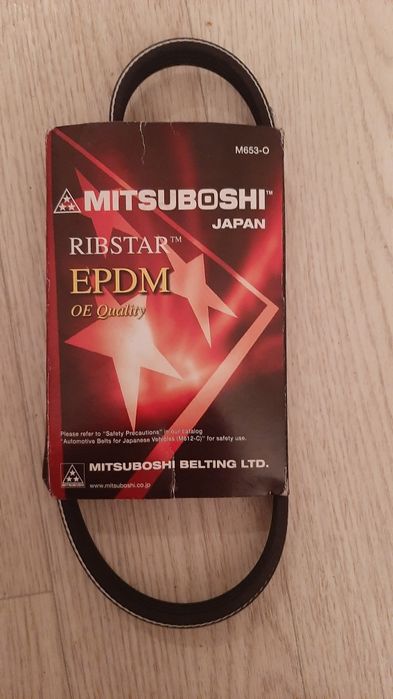 M653-O
MITSUBOSHI™
JAPAN
RIBSTAR™
EPDM
OE Quality
Please refer to "Safety Precautions" in our catalog
"Automotive Belts for Japanese Vehicles (M612-C)" for safety use.
MITSUBOSHI BELTING LTD.
www.mitsuboshi.co.jp